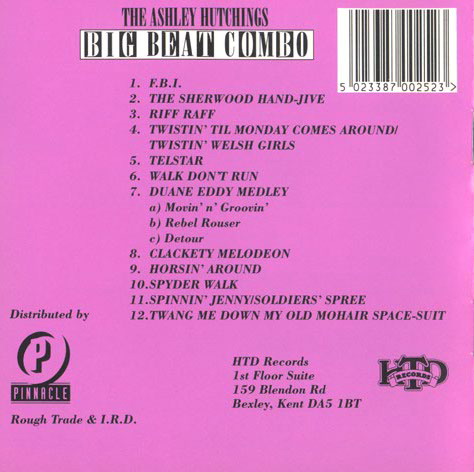 THE ASHLEY HUTCHINGS
BIG BEAT COMBO
5 023387 002523 >
1. F.B.I.
2. THE SHERWOOD HAND-JIVE
3. RIFF RAFF
4. TWISTIN' TIL MONDAY COMES AROUND/
TWISTIN' WELSH GIRLS
5. TELSTAR
6. WALK DON'T RUN
7. DUANE EDDY MEDLEY
a) Movin' n' Groovin'
b) Rebel Rouser
c) Detour
8. CLACKETY MELODEON
9. HORSIN' AROUND
10. SPYDER WALK
11. SPINNIN' JENNY/SOLDIERS' SPREE
12. TWANG ME DOWN MY OLD MOHAIR SPACE-SUIT
Distributed by
P
PINNACLE
Rough Trade & I.R.D.
HTD Records
1st Floor Suite
159 Blendon Rd
Bexley, Kent DA5 1BT
HTD
RECORDS